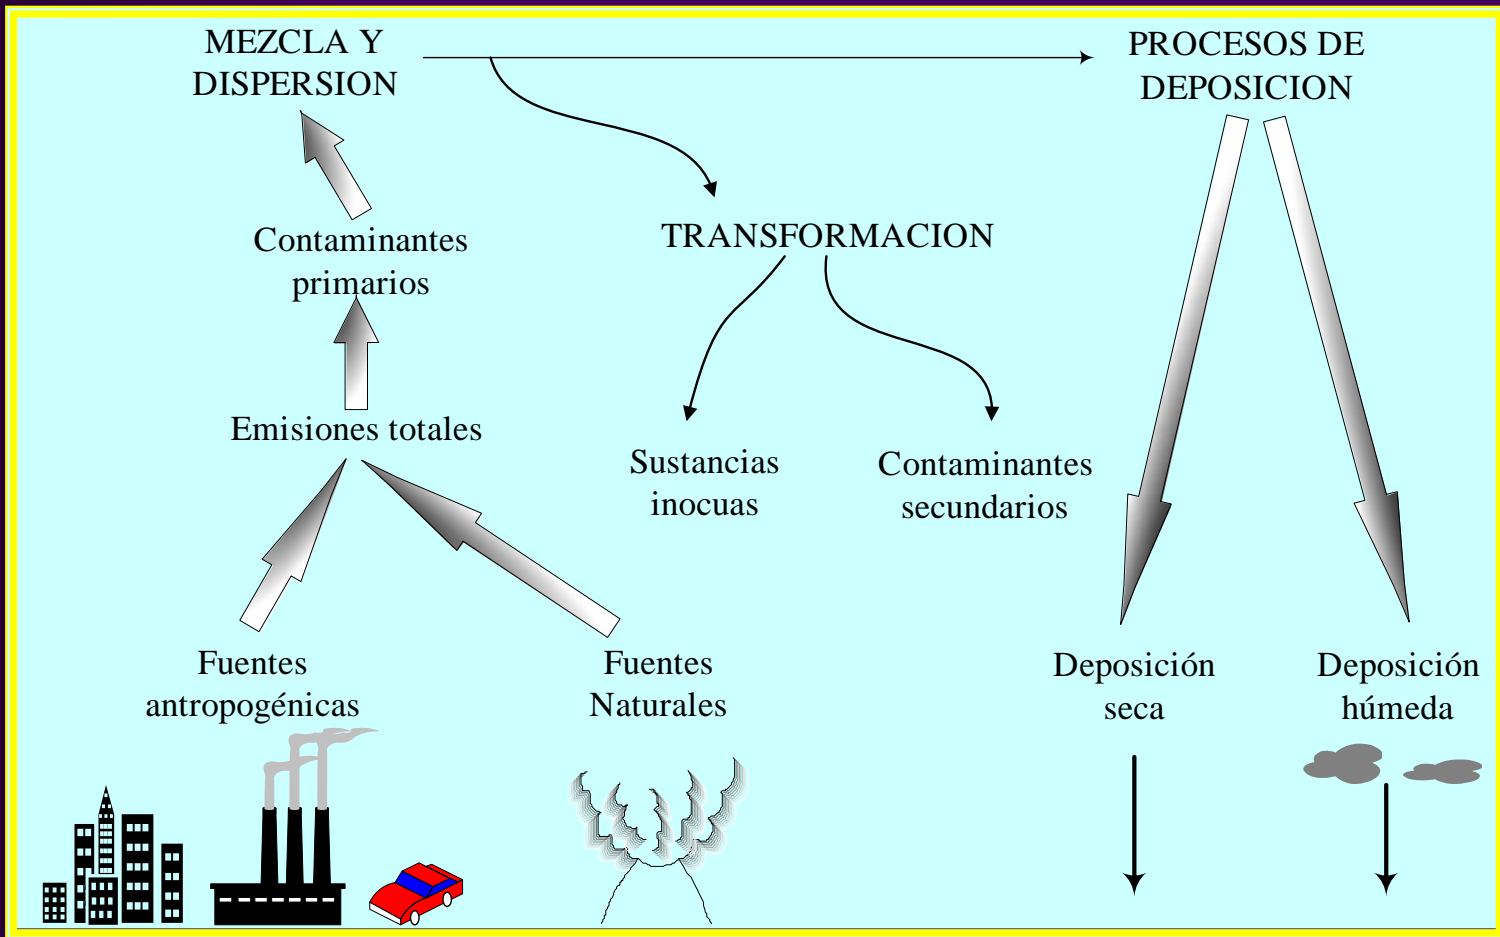 MEZCLA Y
DISPERSION
PROCESOS DE
DEPOSICION
Contaminantes
primarios
TRANSFORMACION
Emisiones totales
Sustancias
inocuas
Contaminantes
secundarios
Fuentes
antropogénicas
Fuentes
Naturales
Deposición
seca
Deposición
húmeda